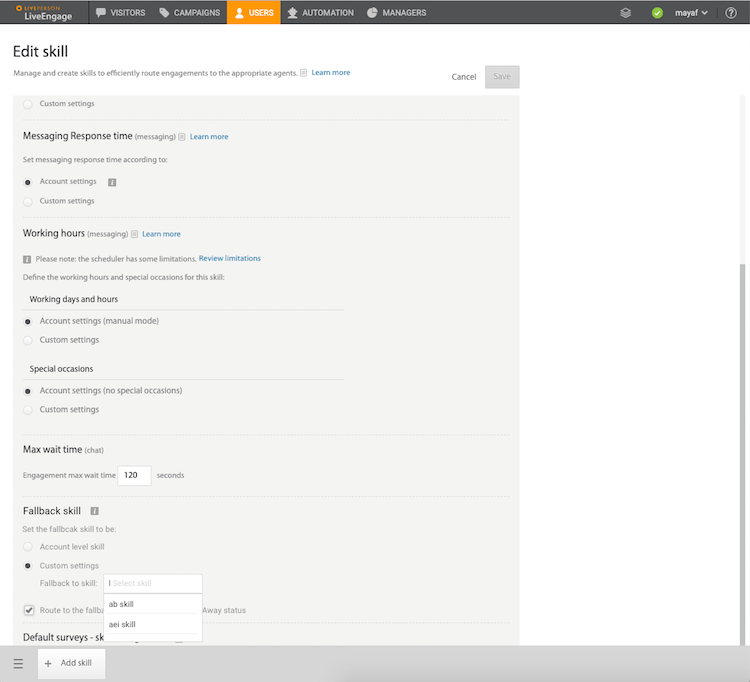 LIVEPERSON
LiveEngage
VISITORS
CAMPAIGNS
USERS
AUTOMATION
MANAGERS
mayaf
Edit skill
Manage and create skills to efficiently route engagements to the appropriate agents. Learn more
Cancel
Save
Custom settings
Messaging Response time (messaging) Learn more
Set messaging response time according to:
Account settings
Custom settings
Working hours (messaging) Learn more
Please note: the scheduler has some limitations. Review limitations
Define the working hours and special occasions for this skill:
Working days and hours
Account settings (manual mode)
Custom settings
Special occasions
Account settings (no special occasions)
Custom settings
Max wait time (chat)
Engagement max wait time 120 seconds
Fallback skill
Set the fallbcak skill to be:
Account level skill
Custom settings
Fallback to skill: Select skill
ab skill
Route to the fallba Away status
aei skill
Default surveys - sk
+ Add skill